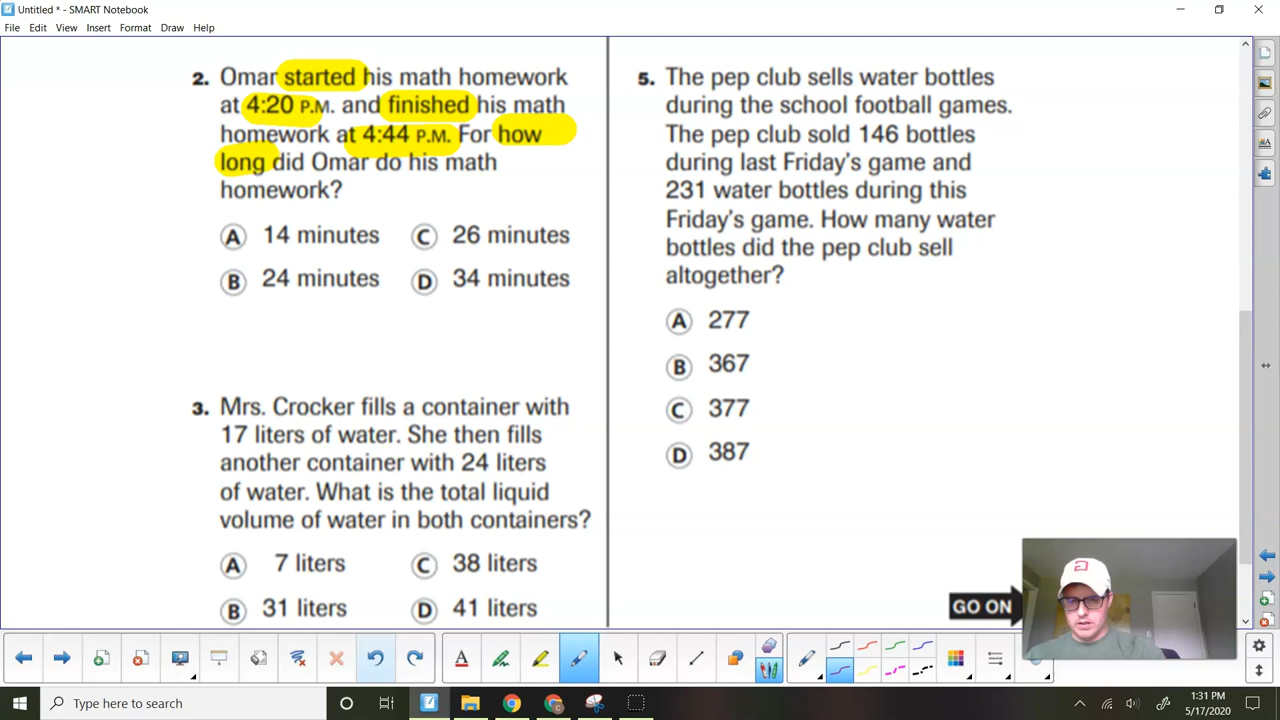 Untitled * - SMART Notebook
File Edit View Insert Format Draw Help
2. Omar started his math homework
at 4:20 P.M. and finished his math
homework at 4:44 P.M. For how
long did Omar do his math
homework?
A 14 minutes C 26 minutes
B 24 minutes D 34 minutes
3. Mrs. Crocker fills a container with
17 liters of water. She then fills
another container with 24 liters
of water. What is the total liquid
volume of water in both containers?
A 7 liters C 38 liters
B 31 liters D 41 liters
5. The pep club sells water bottles
during the school football games.
The pep club sold 146 bottles
during last Friday's game and
231 water bottles during this
Friday's game. How many water
bottles did the pep club sell
altogether?
A 277
B 367
C 377
D 387
GO ON
Type here to search
1:31 PM
5/17/2020